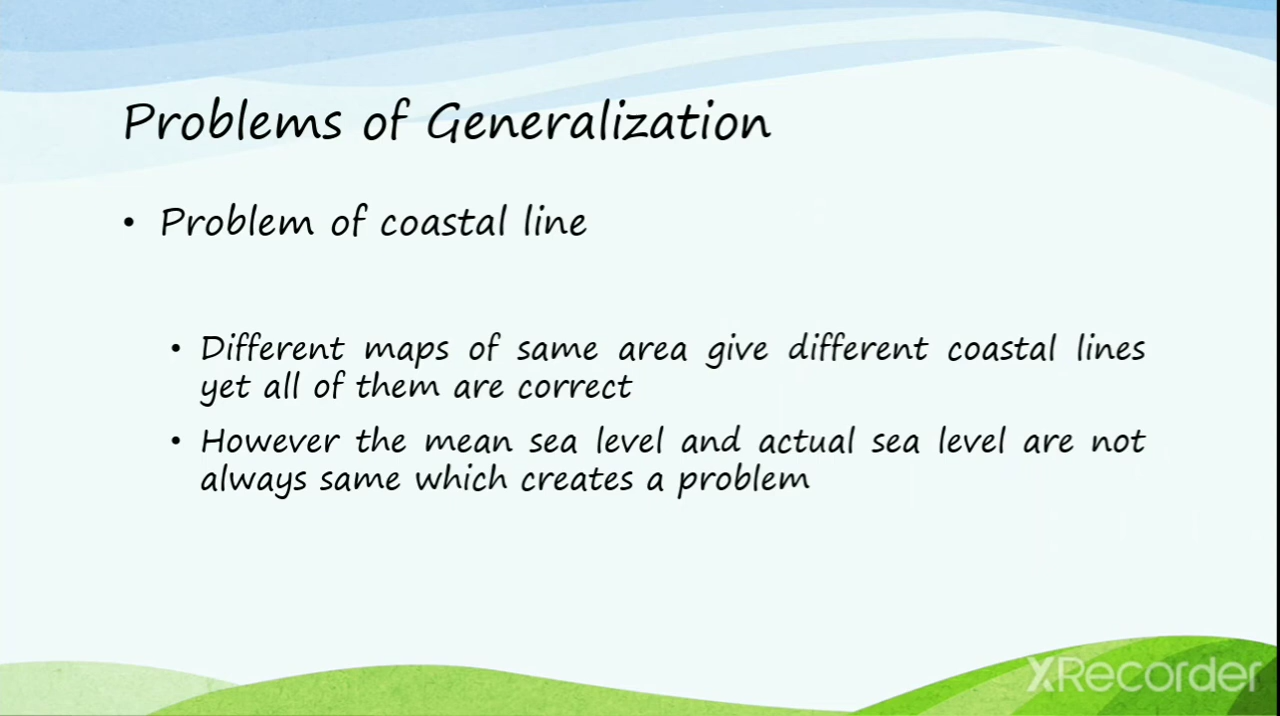 Problems of Generalization
• Problem of coastal line
• Different maps of same area give different coastal lines
yet all of them are correct
• However the mean sea level and actual sea level are not
always same which creates a problem
XRecorder